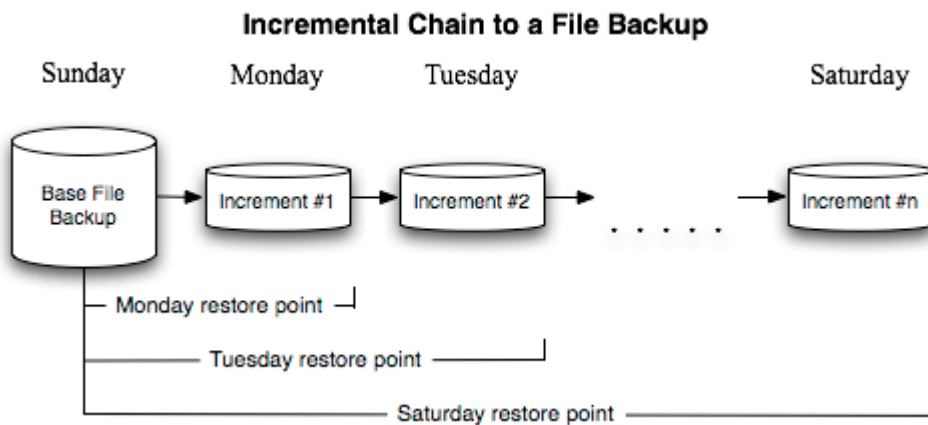 Incremental Chain to a File Backup
Sunday Monday Tuesday Saturday
Base File
Backup
Increment #1
Increment #2
. . . . .
Increment #n
Monday restore point
Tuesday restore point
Saturday restore point